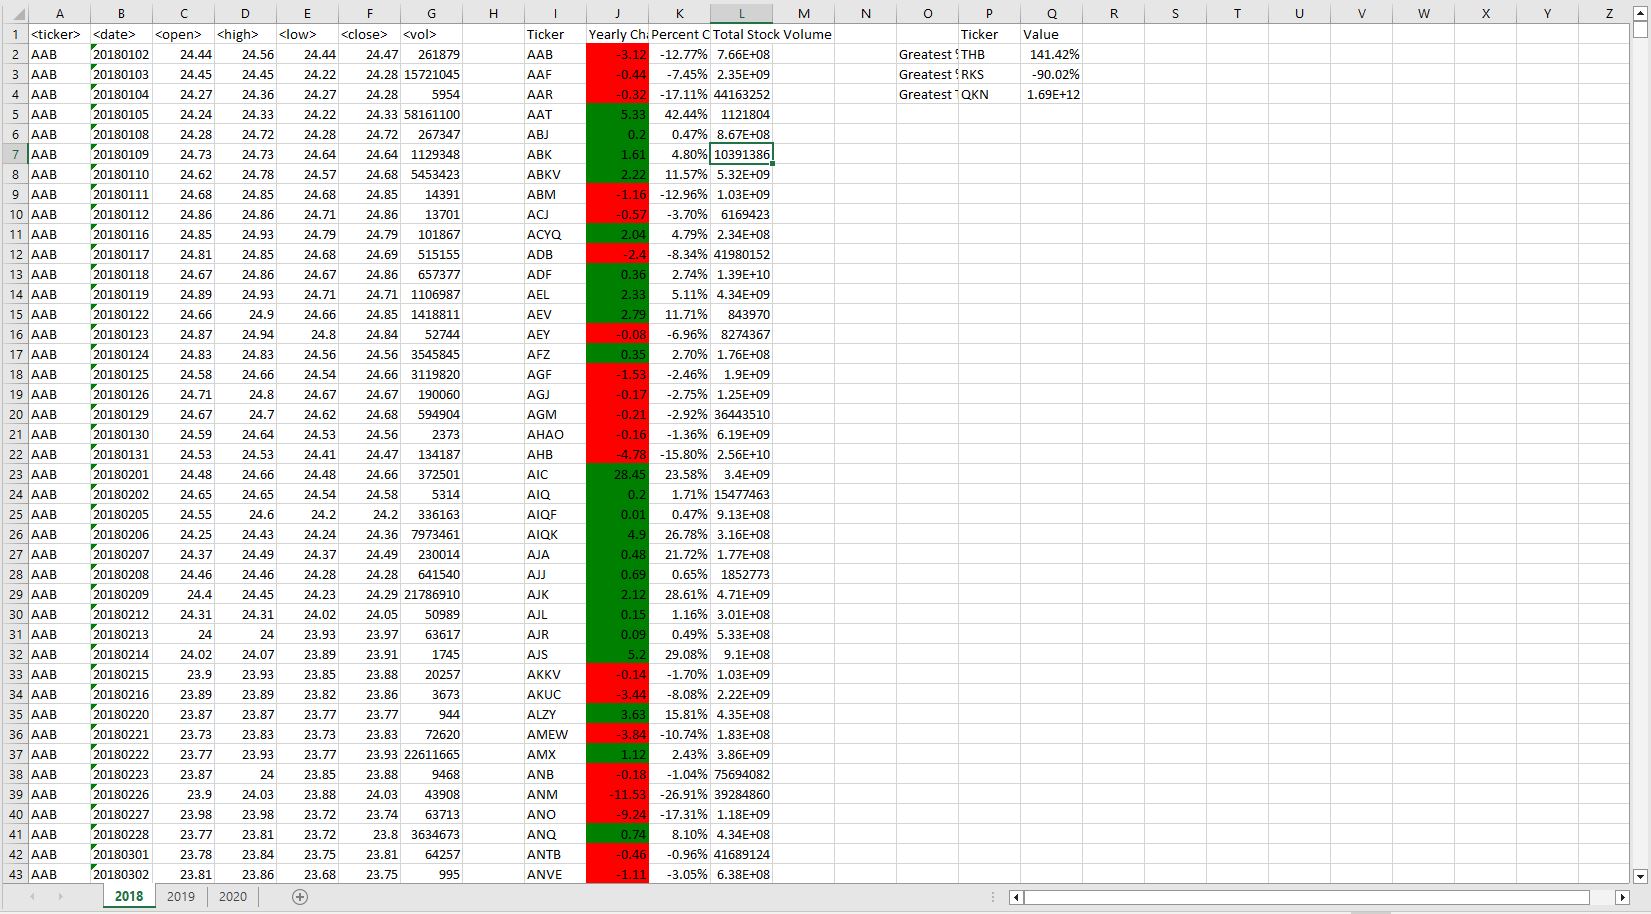 A B C D E F G H I J K L M N O P Q R S T U V W X Y Z
1 <ticker> <date> <open> <high> <low> <close> <vol> Ticker Yearly Cha Percent C Total Stock Volume Ticker Value
2 AAB 20180102 24.44 24.56 24.44 24.47 261879 AAB -3.12 -12.77% 7.66E+08 Greatest % THB 141.42%
3 AAB 20180103 24.45 24.45 24.22 24.28 15721045 AAF -0.44 -7.45% 2.35E+09 Greatest % RKS -90.02%
4 AAB 20180104 24.27 24.36 24.27 24.28 5954 AAR -0.32 -17.11% 44163252 Greatest T QKN 1.69E+12
5 AAB 20180105 24.24 24.33 24.22 24.33 58161100 AAT 5.33 42.44% 1121804
6 AAB 20180108 24.28 24.72 24.28 24.72 267347 ABJ 0.2 0.47% 8.67E+08
7 AAB 20180109 24.73 24.73 24.64 24.64 1129348 ABK 1.61 4.80% 10391386
8 AAB 20180110 24.62 24.78 24.57 24.68 5453423 ABKV 2.22 11.57% 5.32E+09
9 AAB 20180111 24.68 24.85 24.68 24.85 14391 ABM -1.16 -12.96% 1.03E+09
10 AAB 20180112 24.86 24.86 24.71 24.86 13701 ACJ -0.57 -3.70% 6169423
11 AAB 20180116 24.85 24.93 24.79 24.79 101867 ACYQ 2.04 4.79% 2.34E+08
12 AAB 20180117 24.81 24.85 24.68 24.69 515155 ADB -2.4 -8.34% 41980152
13 AAB 20180118 24.67 24.86 24.67 24.86 657377 ADF 0.36 2.74% 1.39E+10
14 AAB 20180119 24.89 24.93 24.71 24.71 1106987 AEL 2.33 5.11% 4.34E+09
15 AAB 20180122 24.66 24.9 24.66 24.85 1418811 AEV 2.79 11.71% 843970
16 AAB 20180123 24.87 24.94 24.8 24.84 52744 AEY -0.08 -6.96% 8274367
17 AAB 20180124 24.83 24.83 24.56 24.56 3545845 AFZ 0.35 2.70% 1.76E+08
18 AAB 20180125 24.58 24.66 24.54 24.66 3119820 AGF -1.53 -2.46% 1.9E+09
19 AAB 20180126 24.71 24.8 24.67 24.67 190060 AGJ -0.17 -2.75% 1.25E+09
20 AAB 20180129 24.67 24.7 24.62 24.68 594904 AGM -0.21 -2.92% 36443510
21 AAB 20180130 24.59 24.64 24.53 24.56 2373 AHAO -0.16 -1.36% 6.19E+09
22 AAB 20180131 24.53 24.53 24.41 24.47 134187 AHB -4.78 -15.80% 2.56E+10
23 AAB 20180201 24.48 24.66 24.48 24.66 372501 AIC 28.45 23.58% 3.4E+09
24 AAB 20180202 24.65 24.65 24.54 24.58 5314 AIQ 0.2 1.71% 15477463
25 AAB 20180205 24.55 24.6 24.2 24.2 336163 AIQF 0.01 0.47% 9.13E+08
26 AAB 20180206 24.25 24.43 24.24 24.36 7973461 AIQK 4.9 26.78% 3.16E+08
27 AAB 20180207 24.37 24.49 24.37 24.49 230014 AJA 0.48 21.72% 1.77E+08
28 AAB 20180208 24.46 24.46 24.28 24.28 641540 AJJ 0.69 0.65% 1852773
29 AAB 20180209 24.4 24.45 24.23 24.29 21786910 AJK 2.12 28.61% 4.71E+09
30 AAB 20180212 24.31 24.31 24.02 24.05 50989 AJL 0.15 1.16% 3.01E+08
31 AAB 20180213 24 24 23.93 23.97 63617 AJR 0.09 0.49% 5.33E+08
32 AAB 20180214 24.02 24.07 23.89 23.91 1745 AJS 5.2 29.08% 9.1E+08
33 AAB 20180215 23.9 23.93 23.85 23.88 20257 AKKV -0.14 -1.70% 1.03E+09
34 AAB 20180216 23.89 23.89 23.82 23.86 3673 AKUC -3.44 -8.08% 2.22E+09
35 AAB 20180220 23.87 23.87 23.77 23.77 944 ALZY 3.63 15.81% 4.35E+08
36 AAB 20180221 23.73 23.83 23.73 23.83 72620 AMEW -3.84 -10.74% 1.83E+08
37 AAB 20180222 23.77 23.93 23.77 23.93 22611665 AMX 1.12 2.43% 3.86E+09
38 AAB 20180223 23.87 24 23.85 23.88 9468 ANB -0.18 -1.04% 75694082
39 AAB 20180226 23.9 24.03 23.88 24.03 43908 ANM -11.53 -26.91% 39284860
40 AAB 20180227 23.98 23.98 23.72 23.74 63713 ANO -9.24 -17.31% 1.18E+09
41 AAB 20180228 23.77 23.81 23.72 23.8 3634673 ANQ 0.74 8.10% 4.34E+08
42 AAB 20180301 23.78 23.84 23.75 23.81 64257 ANTB -0.46 -0.96% 41689124
43 AAB 20180302 23.81 23.86 23.68 23.75 995 ANVE -1.11 -3.05% 6.38E+08
2018 2019 2020